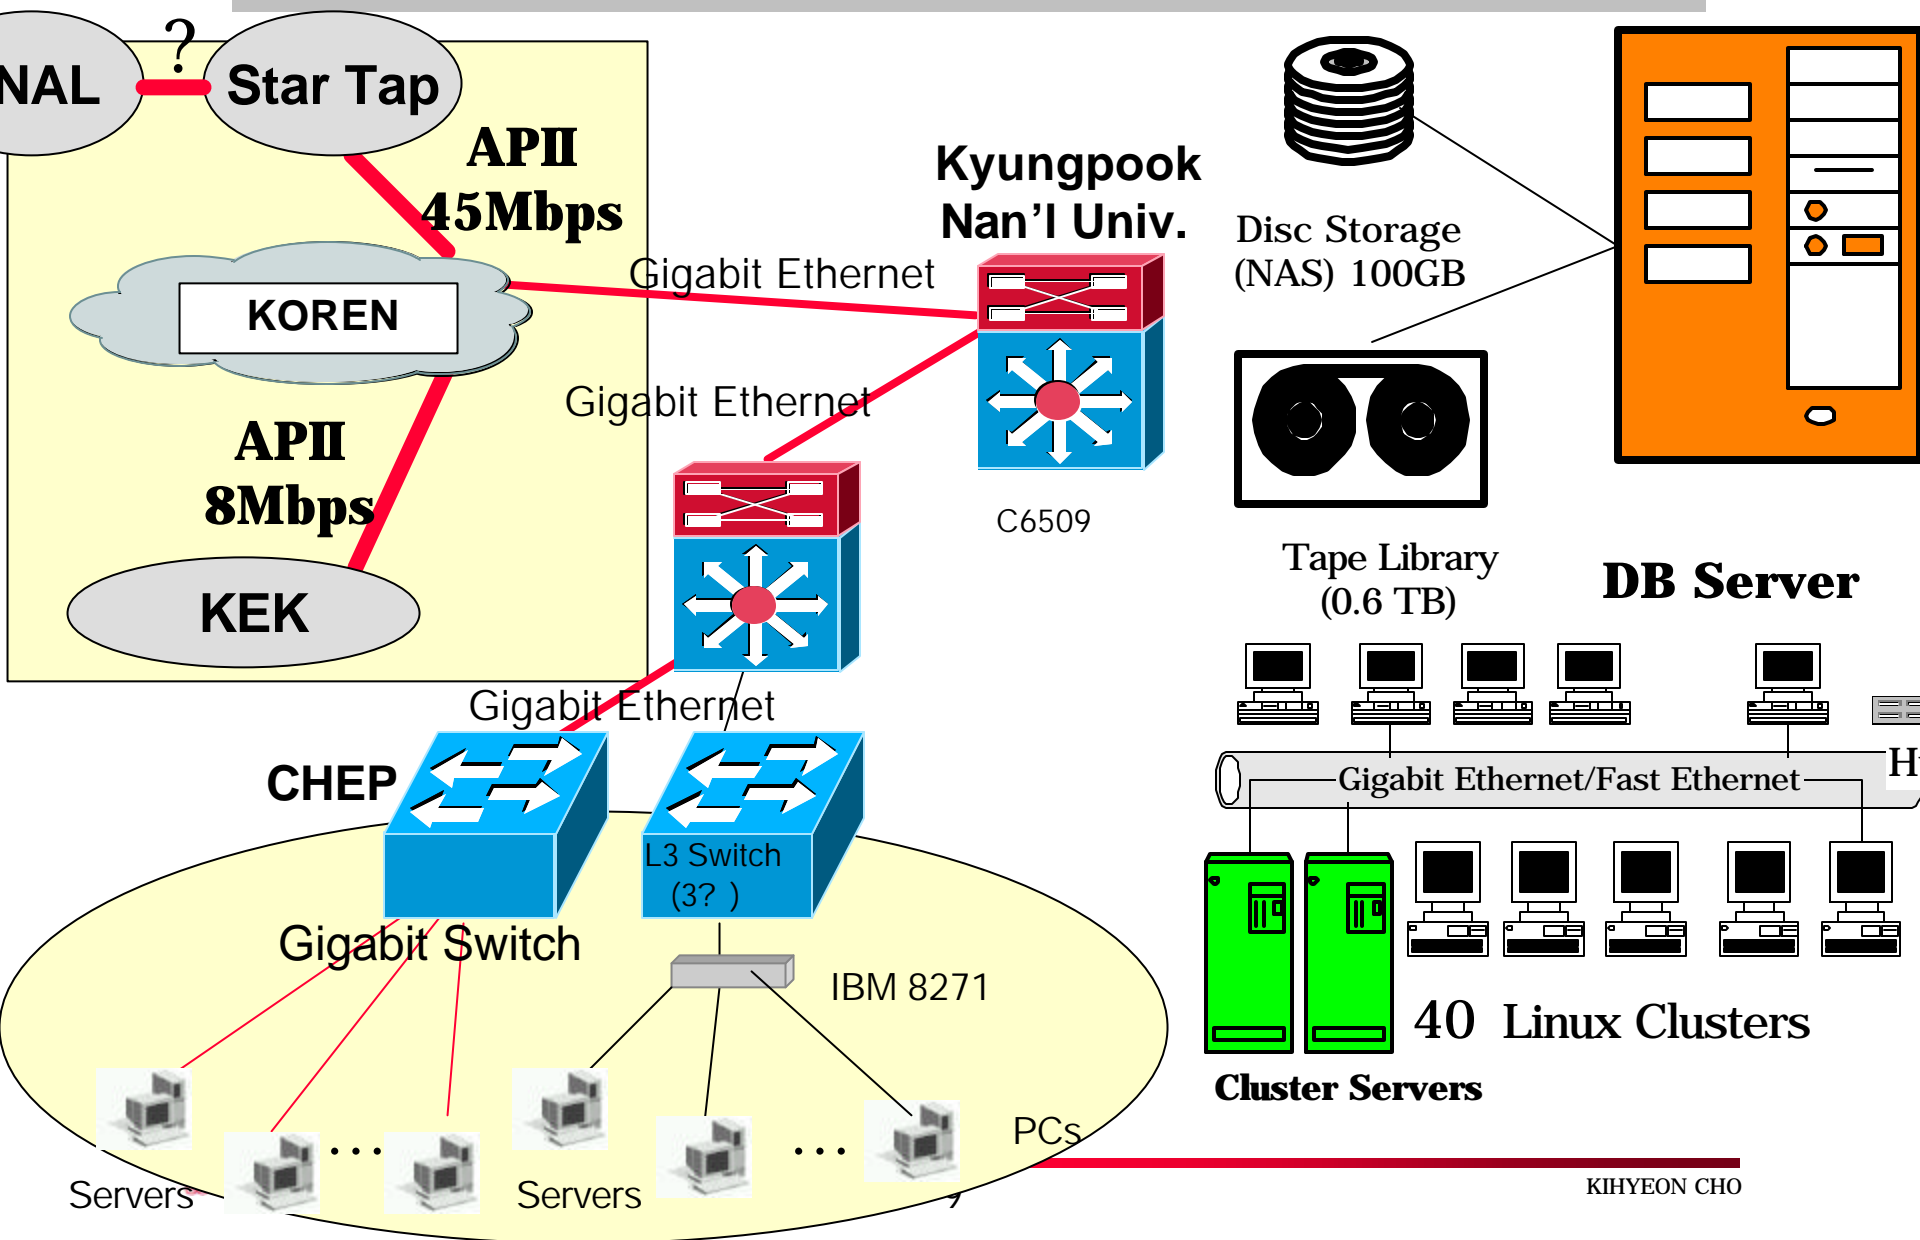 NAL
?
Star Tap
APII
45Mbps
KOREN
APII
8Mbps
KEK
Gigabit Ethernet
Gigabit Ethernet
Kyungpook
Nan’l Univ.
C6509
Gigabit Ethernet
CHEP
L3 Switch
(3? )
Gigabit Switch
IBM 8271
...
...
PCs
Servers
Servers
Disc Storage
(NAS) 100GB
Tape Library
(0.6 TB)
DB Server
Gigabit Ethernet/Fast Ethernet
40 Linux Clusters
Cluster Servers
KIHYEON CHO